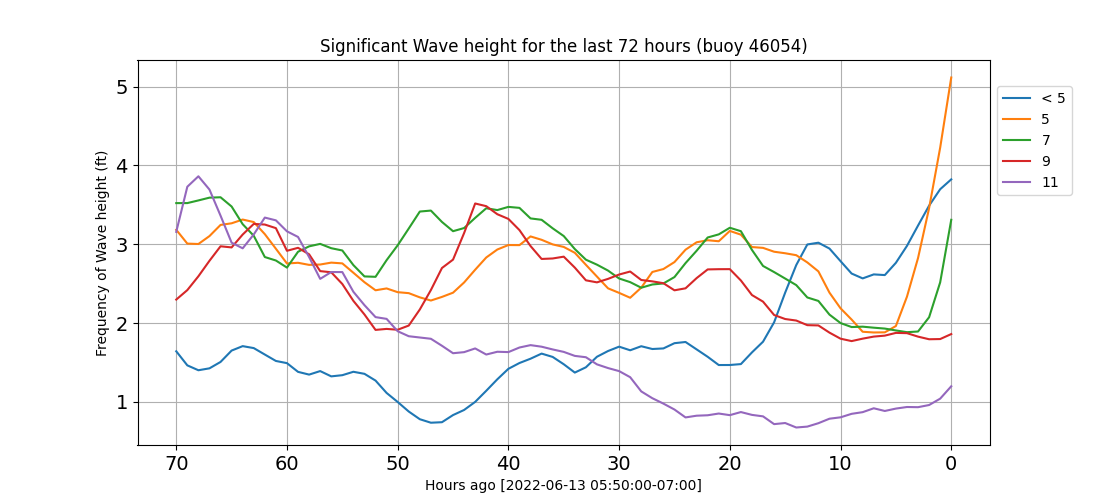 Significant Wave height for the last 72 hours (buoy 46054)
Frequency of Wave height (ft)
5
4
3
2
1
70 60 50 40 30 20 10 0
Hours ago [2022-06-13 05:50:00-07:00]
< 5
5
7
9
11